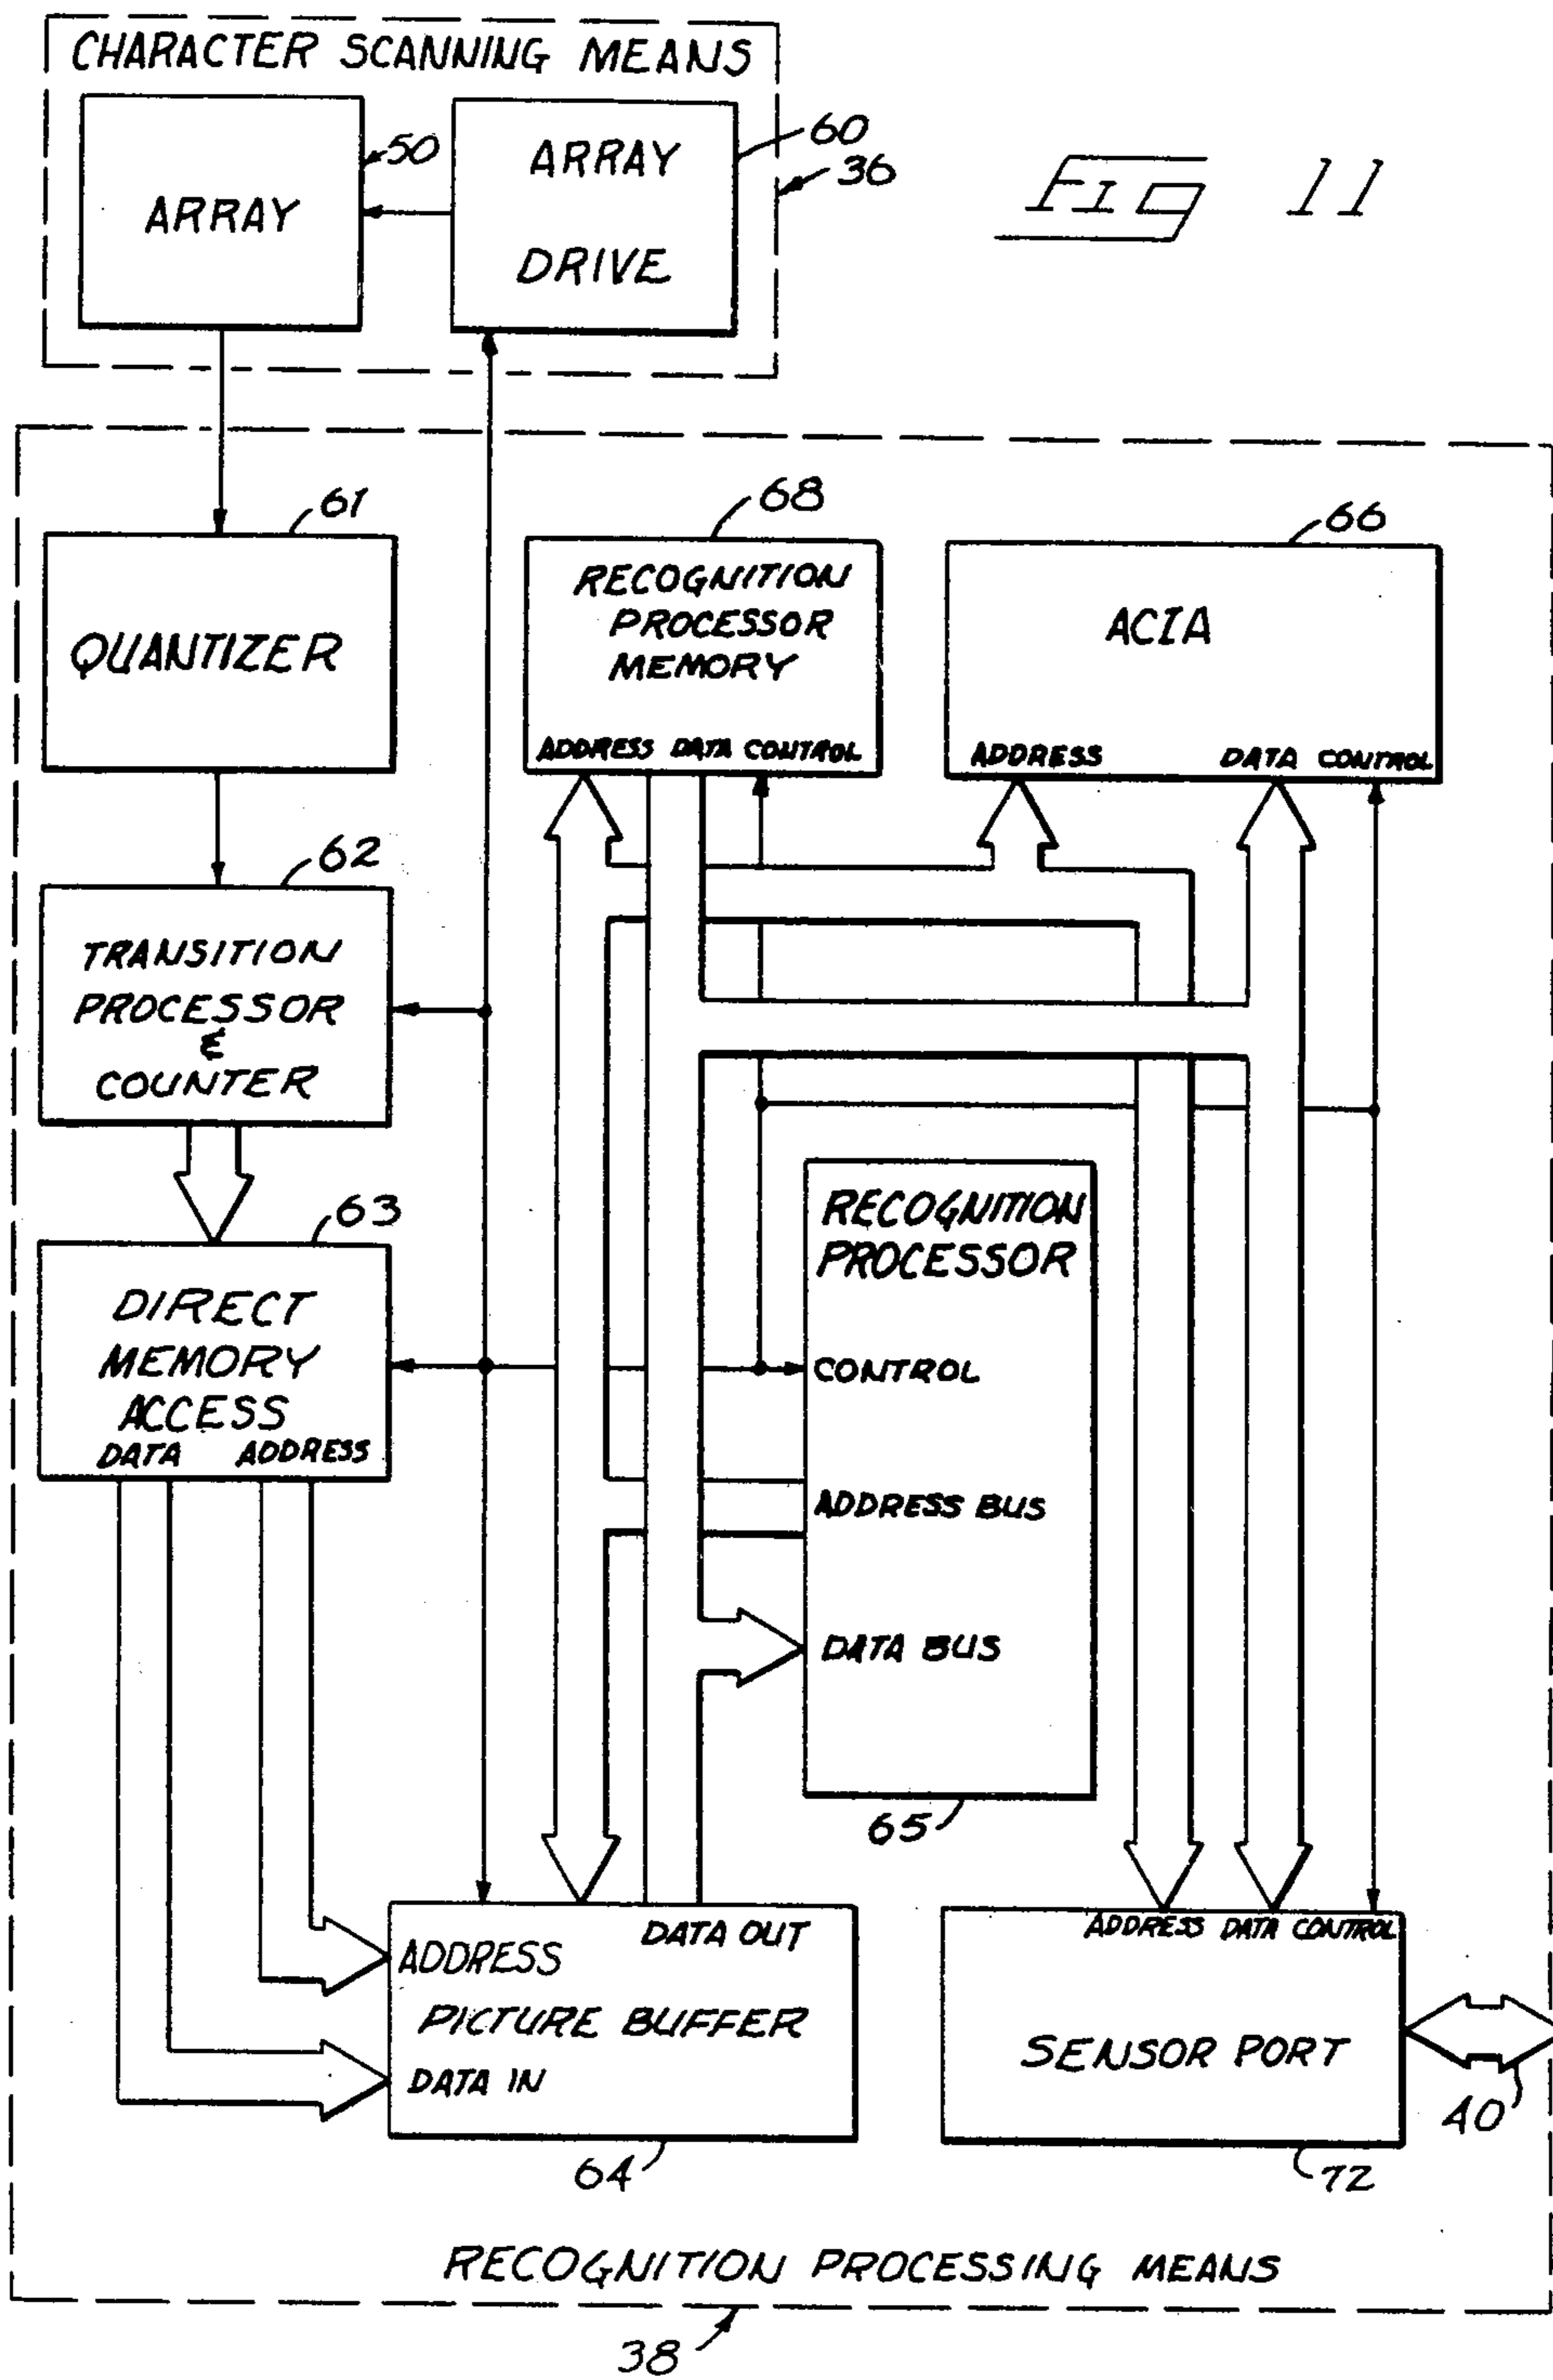 CHARACTER SCANNING MEANS
ARRAY
50
ARRAY
DRIVE
60
36
Fig 11
61
QUANTIZER
68
RECOGNITION
PROCESSOR
MEMORY
ADDRESS DATA CONTROL
66
ACIA
ADDRESS DATA CONTROL
62
TRANSITION
PROCESSOR
&
COUNTER
63
DIRECT
MEMORY
ACCESS
DATA ADDRESS
RECOGNITION
PROCESSOR
CONTROL
ADDRESS BUS
DATA BUS
65
DATA OUT
ADDRESS
PICTURE BUFFER
DATA IN
64
ADDRESS DATA CONTROL
SENSOR PORT
40
72
RECOGNITION PROCESSING MEANS
38